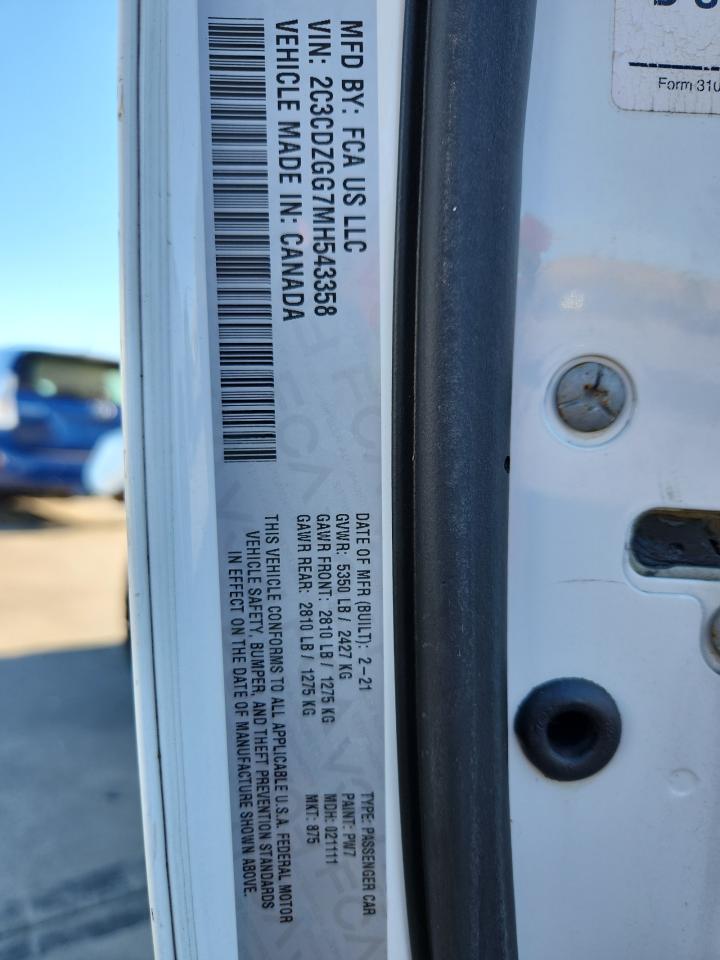 MFD BY: FCA US LLC
VIN: 2C3CDZGG7MH543358
VEHICLE MADE IN: CANADA
DATE OF MFR (BUILT): 2-21
GVWR: 5350 LB / 2427 KG
GAWR FRONT: 2810 LB / 1275 KG
GAWR REAR: 2810 LB / 1275 KG
THIS VEHICLE CONFORMS TO ALL APPLICABLE U.S.A. FEDERAL MOTOR
VEHICLE SAFETY, BUMPER, AND THEFT PREVENTION STANDARDS
IN EFFECT ON THE DATE OF MANUFACTURE SHOWN ABOVE.
TYPE: PASSENGER CAR
PAINT: PW7
MDH: 021111
MKT: 875
Form 310